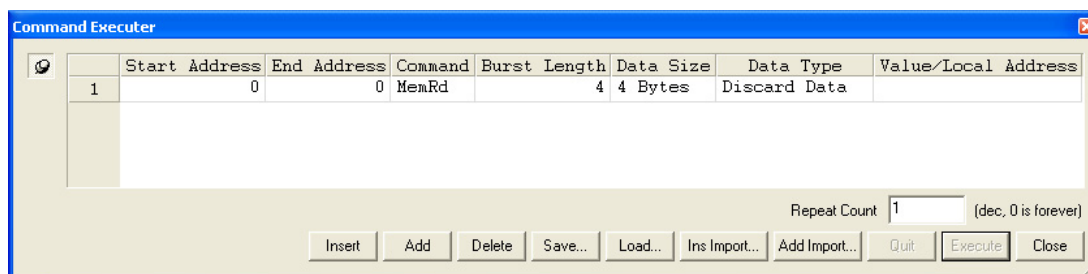 Command Executer
Start Address End Address Command Burst Length Data Size Data Type Value/Local Address
1 0 0 MemRd 4 4 Bytes Discard Data
Repeat Count 1 (dec, 0 is forever)
Insert Add Delete Save... Load... Ins Import... Add Import... Quit Execute Close